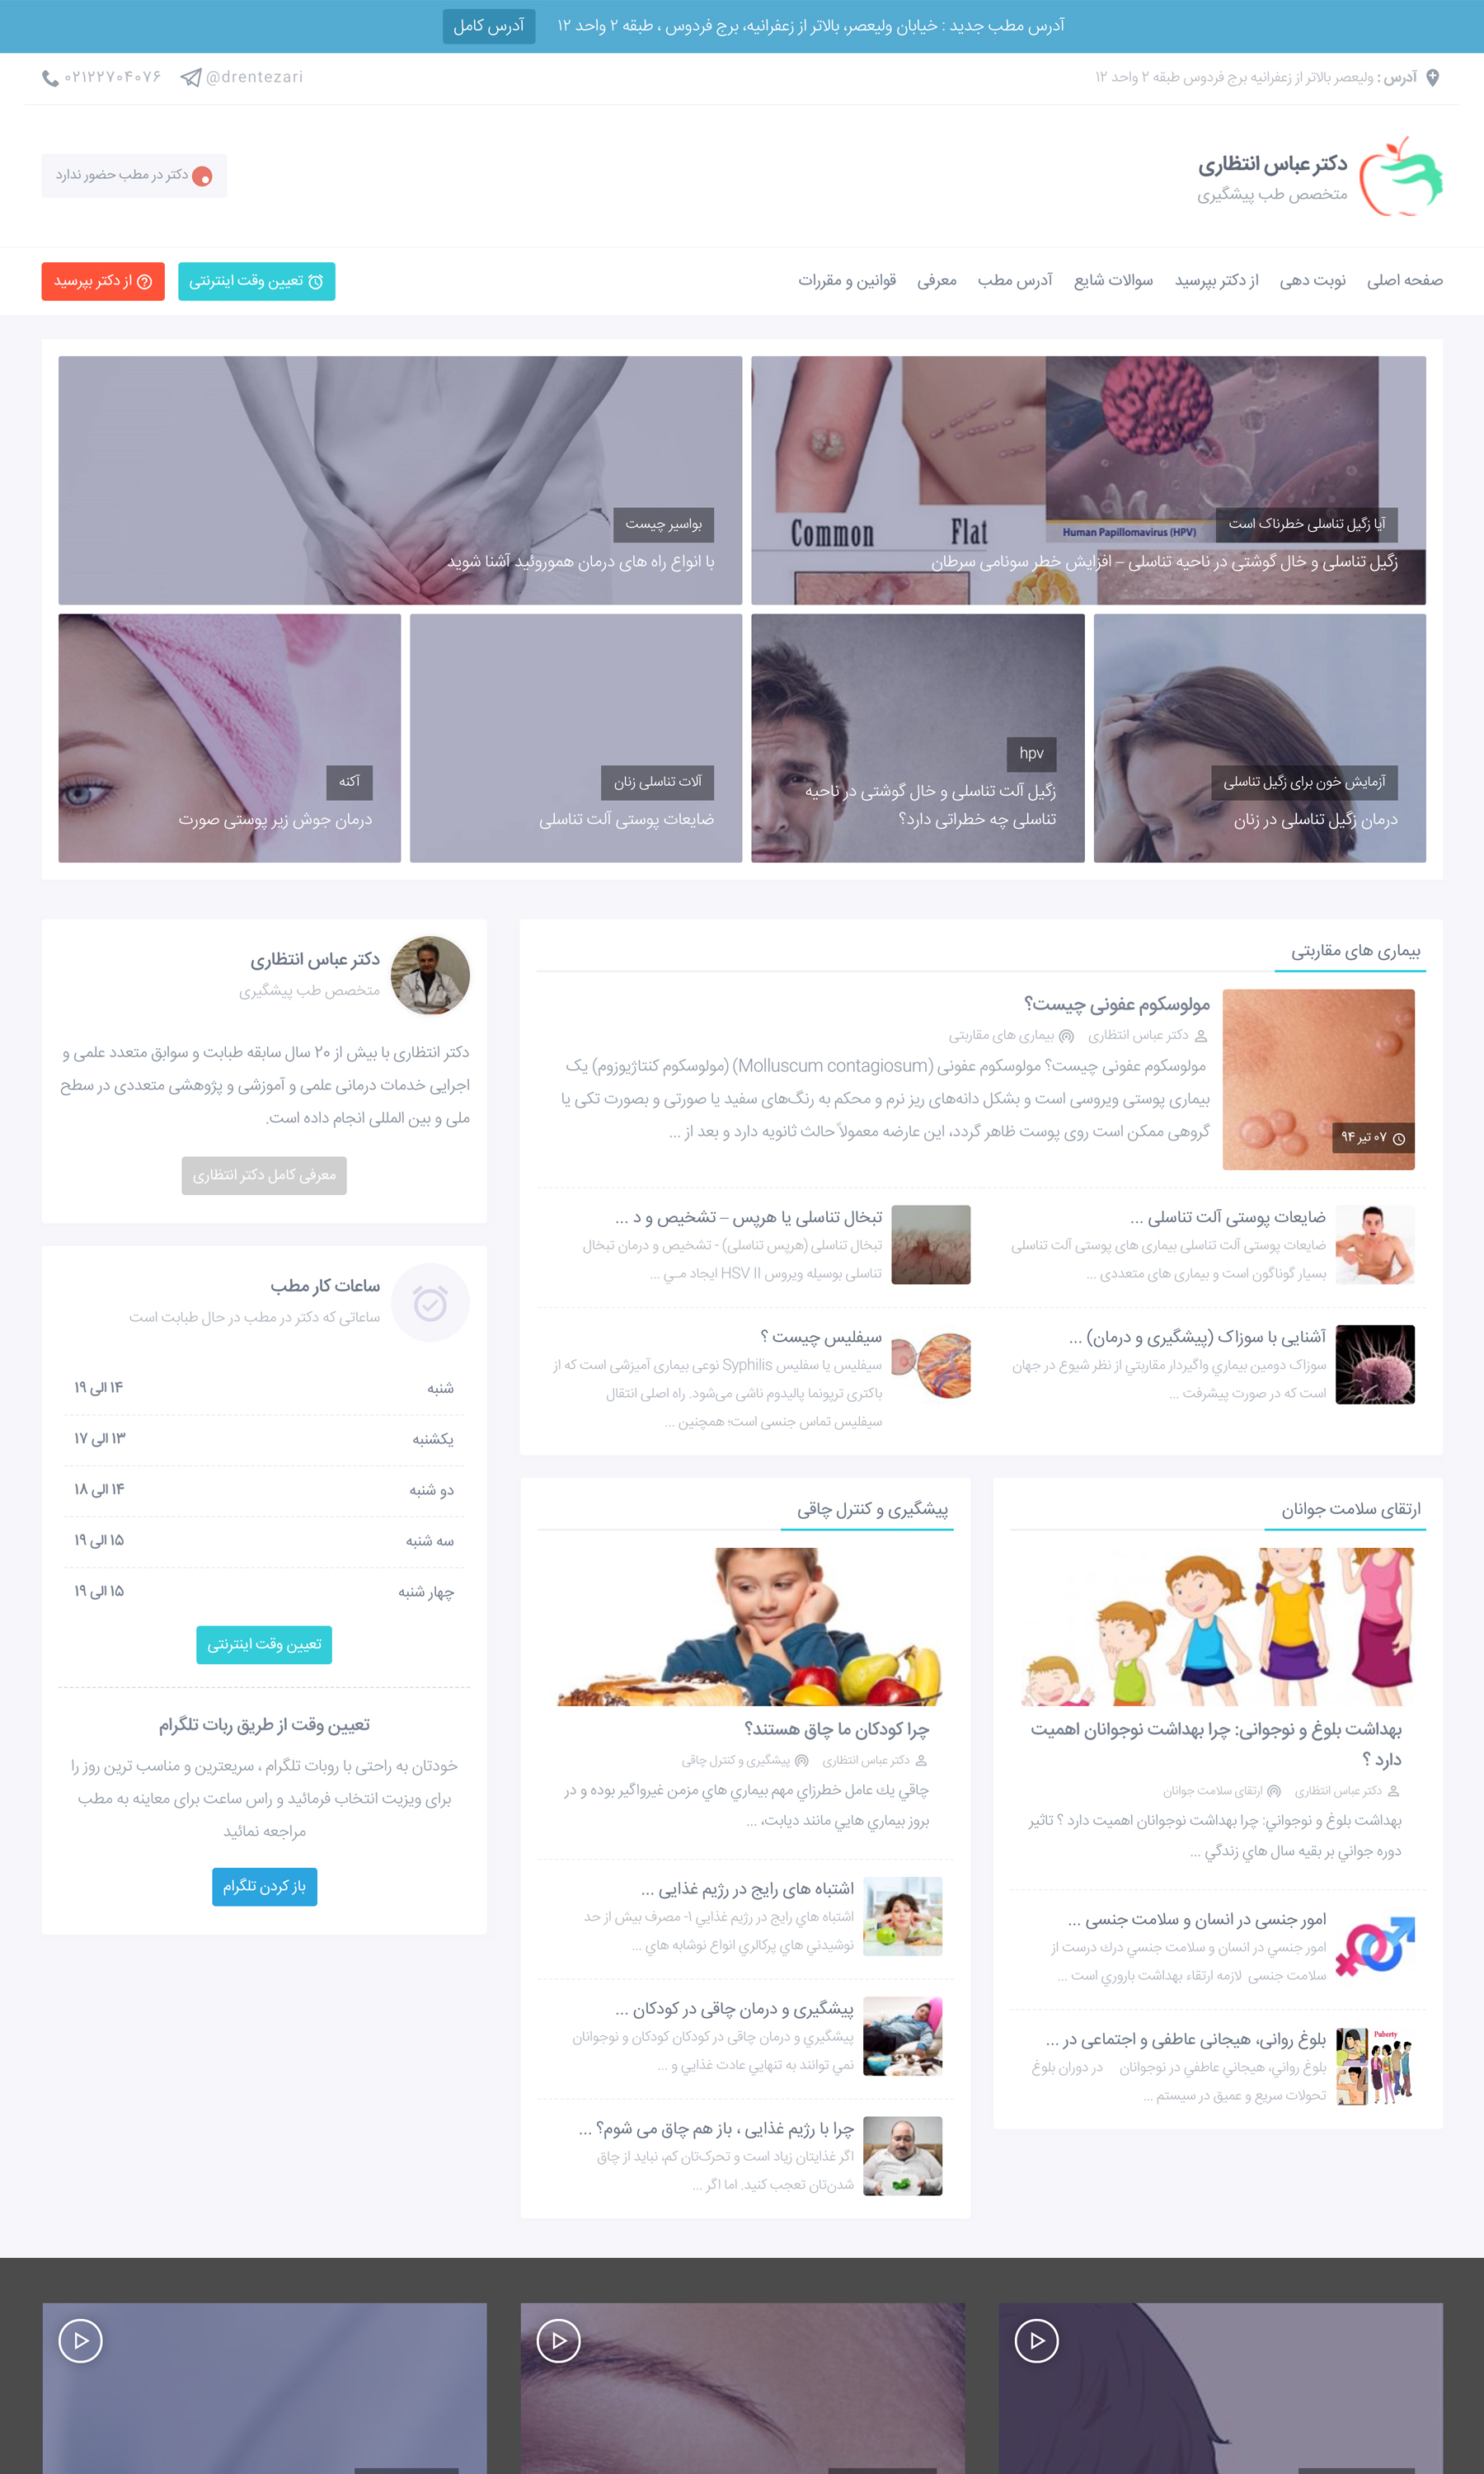 آدرس مطب جدید : خیابان ولیعصر، بالاتر از زعفرانیه، برج فردوس ، طبقه ۲ واحد ۱۲
آدرس کامل
آدرس : ولیعصر بالاتر از زعفرانیه برج فردوس طبقه ۲ واحد ۱۲
@drentezari
۰۲۱۲۲۷۰۴۰۷۶
دکتر عباس انتظاری
متخصص طب پیشگیری
دکتر در مطب حضور ندارد
صفحه اصلی
نوبت دهی
از دکتر بپرسید
سوالات شایع
آدرس مطب
معرفی
قوانین و مقررات
تعیین وقت اینترنتی
از دکتر بپرسید
Common
Flat
Human Papillomavirus (HPV)
آیا زگیل تناسلی خطرناک است
زگیل تناسلی و خال گوشتی در ناحیه تناسلی – افزایش خطر سونامی سرطان
بواسیر چیست
با انواع راه های درمان هموروئید آشنا شوید
آزمایش خون برای زگیل تناسلی
درمان زگیل تناسلی در زنان
hpv
زگیل آلت تناسلی و خال گوشتی در ناحیه
تناسلی چه خطراتی دارد؟
آلات تناسلی زنان
ضایعات پوستی آلت تناسلی
آکنه
درمان جوش زیر پوستی صورت
بیماری های مقاربتی
مولوسکوم عفونی چیست؟
دکتر عباس انتظاری
بیماری های مقاربتی
مولوسکوم عفونی چیست؟ مولوسکوم عفونی (Molluscum contagiosum) (مولوسکوم کنتاژیوزوم) یک
بیماری پوستی ویروسی است و بشکل دانه‌های ریز نرم و محکم به رنگ‌های سفید یا صورتی و بصورت تکی یا
گروهی ممکن است روی پوست ظاهر گردد، این عارضه معمولاً حالت ثانویه دارد و بعد از ...
۰۷ تیر ۹۴
ضایعات پوستی آلت تناسلی ...
ضایعات پوستی آلت تناسلی بیماری های پوستی آلت تناسلی
بسیار گوناگون است و بیماری های متعددی ...
تبخال تناسلی یا هرپس – تشخیص و د ...
تبخال تناسلی (هرپس تناسلی) - تشخیص و درمان تبخال
تناسلی بوسیله ویروس HSV II ایجاد مـي ...
آشنایی با سوزاک (پیشگیری و درمان) ...
سوزاک دومین بیماري واگیردار مقاربتي از نظر شیوع در جهان
است که در صورت پیشرفت ...
سیفلیس چیست ؟
سیفلیس یا سفلیس Syphilis نوعی بیماری آمیزشی است که از
باکتری ترپونما پالیدوم ناشی می‌شود. راه اصلی انتقال
سیفلیس تماس جنسی است؛ همچنین ...
دکتر عباس انتظاری
متخصص طب پیشگیری
دکتر انتظاری با بیش از ۲۰ سال سابقه طبابت و سوابق متعدد علمی و
اجرایی خدمات درمانی علمی و آموزشی و پژوهشی متعددی در سطح
ملی و بین المللی انجام داده است.
معرفی کامل دکتر انتظاری
ساعات کار مطب
ساعاتی که دکتر در مطب در حال طبابت است
شنبه
۱۴ الی ۱۹
یکشنبه
۱۳ الی ۱۷
دو شنبه
۱۴ الی ۱۸
سه شنبه
۱۵ الی ۱۹
چهار شنبه
۱۵ الی ۱۹
تعیین وقت اینترنتی
تعیین وقت از طریق ربات تلگرام
خودتان به راحتی با روبات تلگرام ، سریعترین و مناسب ترین روز را
برای ویزیت انتخاب فرمائید و راس ساعت برای معاینه به مطب
مراجعه نمائید
باز کردن تلگرام
ارتقای سلامت جوانان
بهداشت بلوغ و نوجوانی: چرا بهداشت نوجوانان اهمیت
دارد ؟
دکتر عباس انتظاری
ارتقای سلامت جوانان
بهداشت بلوغ و نوجواني: چرا بهداشت نوجوانان اهمیت دارد ؟ تاثیر
دوره جواني بر بقیه سال هاي زندگي ...
امور جنسی در انسان و سلامت جنسی ...
امور جنسي در انسان و سلامت جنسي درك درست از
سلامت جنسی لازمه ارتقاء بهداشت باروري است ...
Puberty
بلوغ روانی، هیجانی عاطفی و اجتماعی در ...
بلوغ رواني، هیجاني عاطفي در نوجوانان در دوران بلوغ
تحولات سریع و عمیق در سیستم ...
پیشگیری و کنترل چاقی
چرا کودکان ما چاق هستند؟
دکتر عباس انتظاری
پیشگیری و کنترل چاقی
چاقي يك عامل خطرزاي مهم بيماري هاي مزمن غيرواگير بوده و در
بروز بيماري هايي مانند ديابت، ...
اشتباه های رایج در رژیم غذایی ...
اشتباه هاي رايج در رژيم غذايي ۱- مصرف بيش از حد
نوشيدني هاي پركالري انواع نوشابه هاي ...
پیشگیری و درمان چاقی در کودکان ...
پيشگيري و درمان چاقی در کودکان كودكان و نوجوانان
نمي توانند به تنهايي عادت غذايي و ...
چرا با رژیم غذایی ، باز هم چاق می شوم؟ ...
اگر غذایتان زیاد است و تحرک‌تان کم، نباید از چاق
شدن‌تان تعجب کنید. اما اگر ...